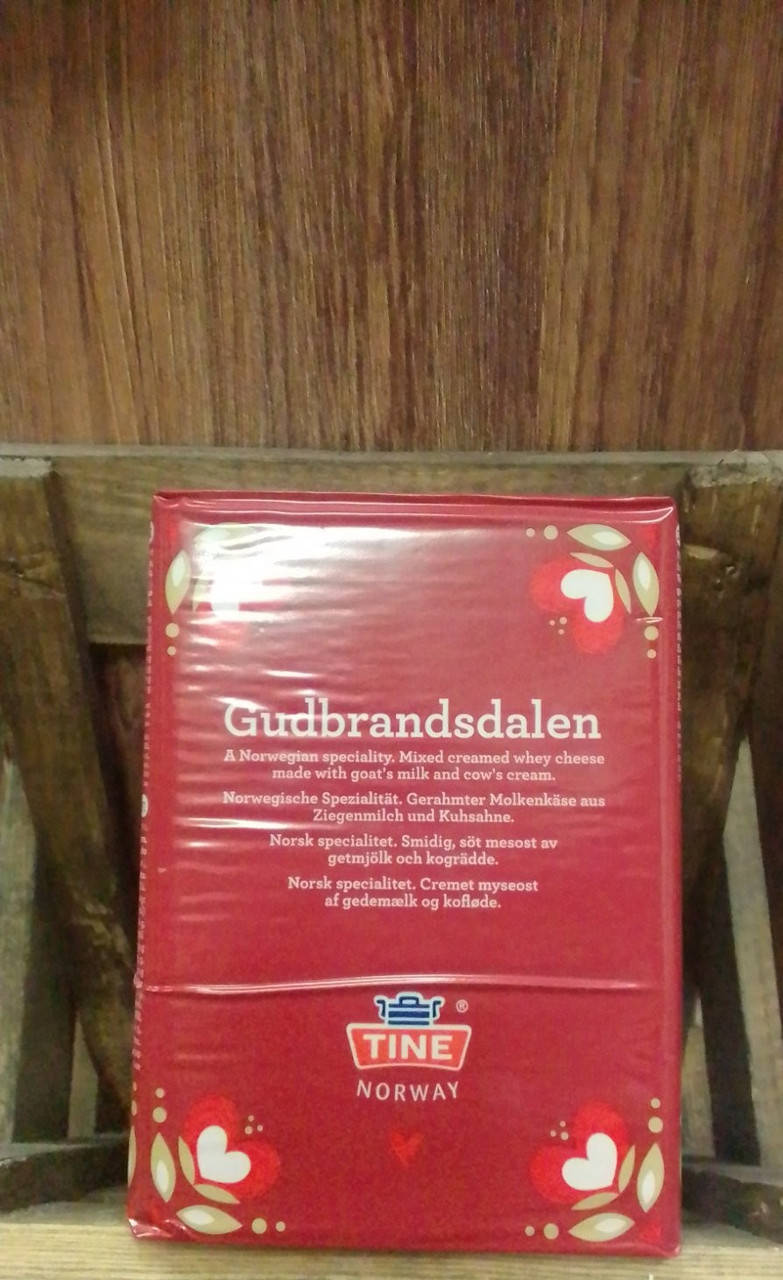 Gudbrandsdalen
A Norwegian speciality. Mixed creamed whey cheese
made with goat's milk and cow's cream.
Norwegische Spezialität. Gerahmter Molkenkäse aus
Ziegenmilch und Kuhsahne.
Norsk specialitet. Smidig, söt mesost av
getmjölk och kogrädde.
Norsk specialitet. Cremet myseost
af gedemælk og kofløde.
®
TINE
NORWAY